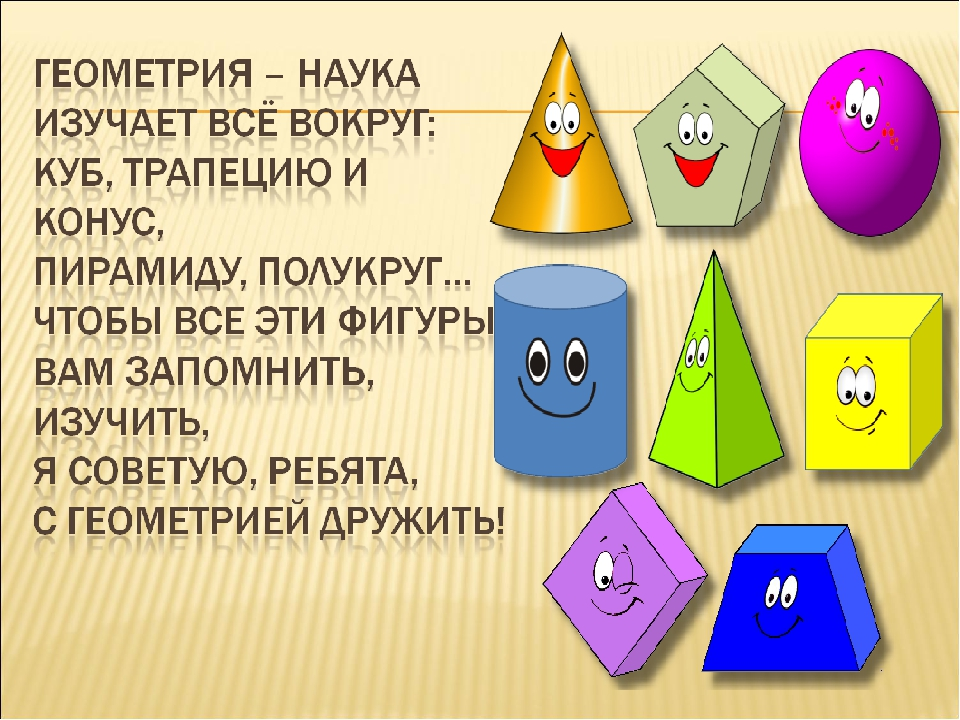 ГЕОМЕТРИЯ – НАУКА
ИЗУЧАЕТ ВСЁ ВОКРУГ:
КУБ, ТРАПЕЦИЮ И
КОНУС,
ПИРАМИДУ, ПОЛУКРУГ…
ЧТОБЫ ВСЕ ЭТИ ФИГУРЫ
ВАМ ЗАПОМНИТЬ,
ИЗУЧИТЬ,
Я СОВЕТУЮ, РЕБЯТА,
С ГЕОМЕТРИЕЙ ДРУЖИТЬ!